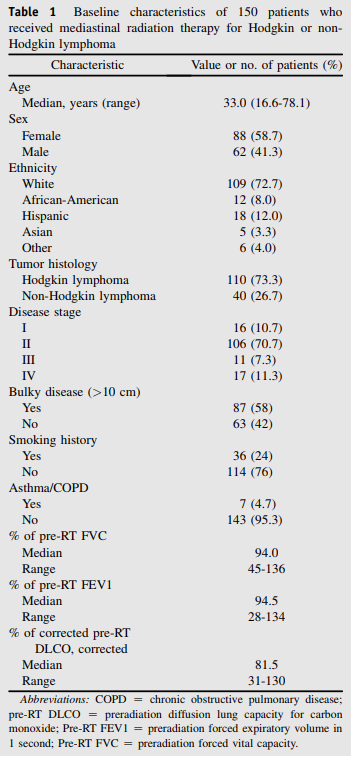 Table 1 Baseline characteristics of 150 patients who
received mediastinal radiation therapy for Hodgkin or non-
Hodgkin lymphoma
Characteristic Value or no. of patients (%)
Age
Median, years (range) 33.0 (16.6-78.1)
Sex
Female 88 (58.7)
Male 62 (41.3)
Ethnicity
White 109 (72.7)
African-American 12 (8.0)
Hispanic 18 (12.0)
Asian 5 (3.3)
Other 6 (4.0)
Tumor histology
Hodgkin lymphoma 110 (73.3)
Non-Hodgkin lymphoma 40 (26.7)
Disease stage
I 16 (10.7)
II 106 (70.7)
III 11 (7.3)
IV 17 (11.3)
Bulky disease (>10 cm)
Yes 87 (58)
No 63 (42)
Smoking history
Yes 36 (24)
No 114 (76)
Asthma/COPD
Yes 7 (4.7)
No 143 (95.3)
% of pre-RT FVC
Median 94.0
Range 45-136
% of pre-RT FEV1
Median 94.5
Range 28-134
% of corrected pre-RT
DLCO, corrected
Median 81.5
Range 31-130
Abbreviations: COPD = chronic obstructive pulmonary disease;
pre-RT DLCO = preradiation diffusion lung capacity for carbon
monoxide; Pre-RT FEV1 = preradiation forced expiratory volume in
1 second; Pre-RT FVC = preradiation forced vital capacity.